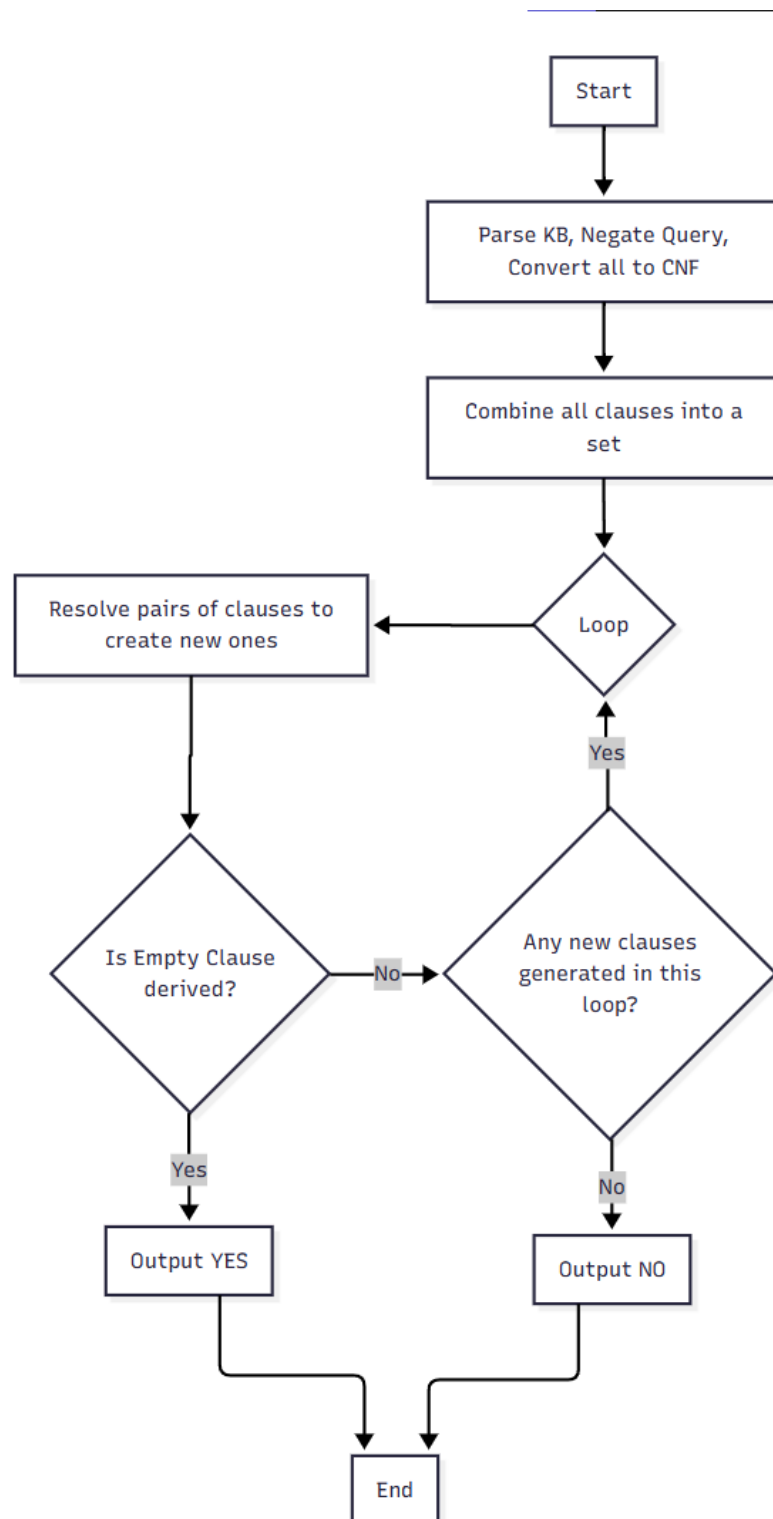 Start
Parse KB, Negate Query,
Convert all to CNF
Combine all clauses into a
set
Loop
Resolve pairs of clauses to
create new ones
Yes
Is Empty Clause
derived?
No
Any new clauses
generated in this
loop?
Yes
No
Output YES
Output NO
End